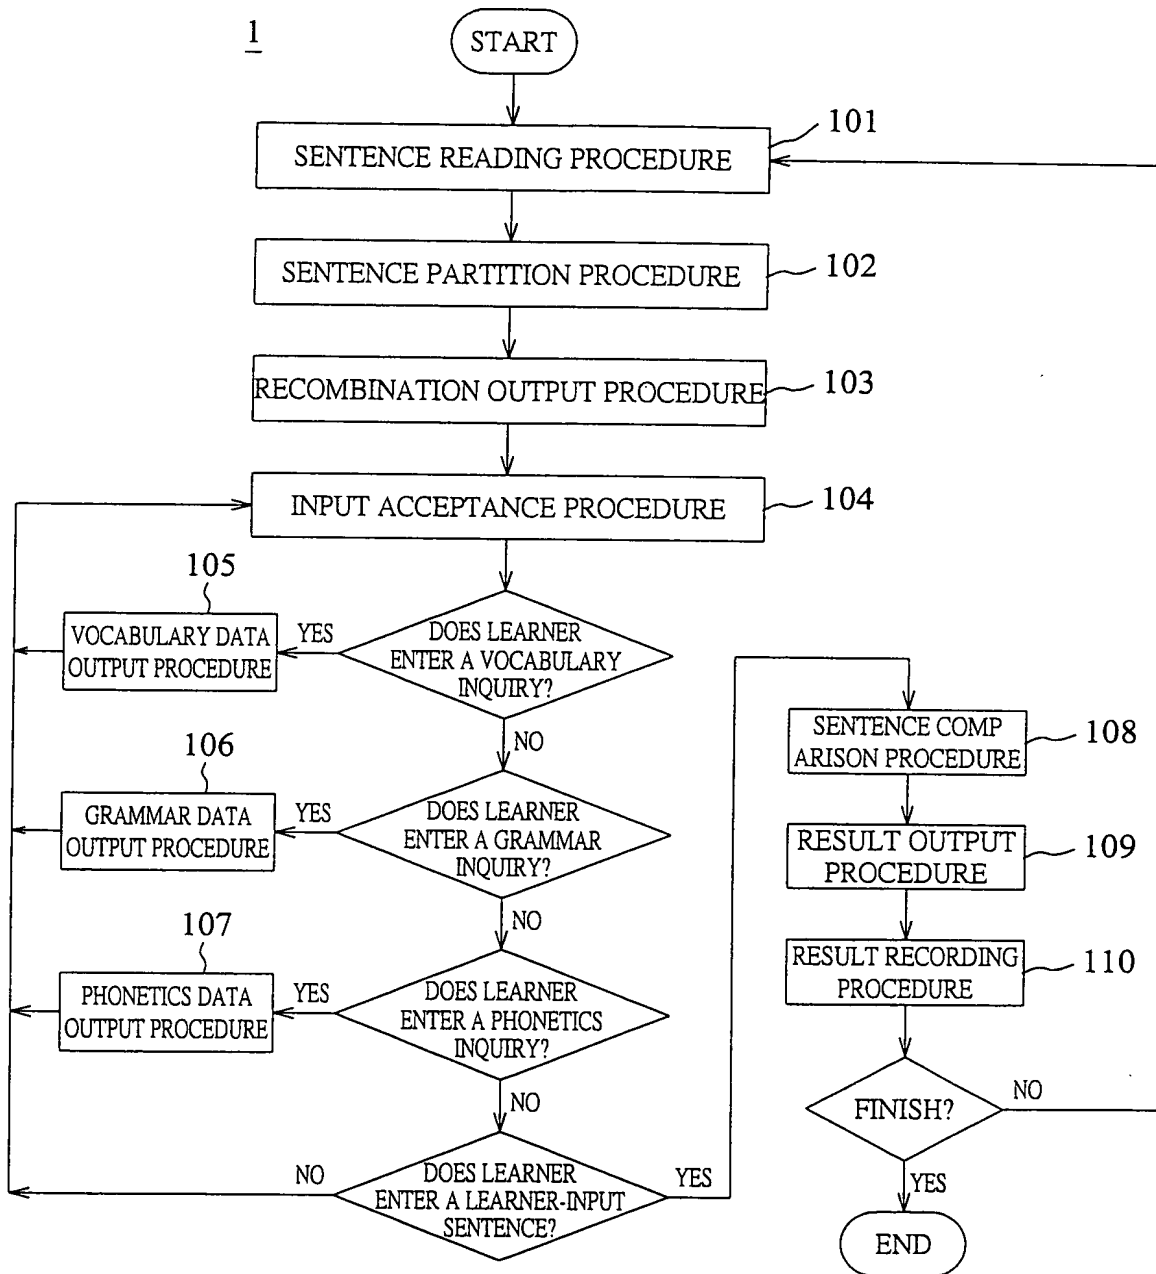 1
START
101
SENTENCE READING PROCEDURE
SENTENCE PARTITION PROCEDURE
102
RECOMBINATION OUTPUT PROCEDURE
103
INPUT ACCEPTANCE PROCEDURE
104
105
VOCABULARY DATA
OUTPUT PROCEDURE
YES
DOES LEARNER
ENTER A VOCABULARY
INQUIRY?
NO
106
GRAMMAR DATA
OUTPUT PROCEDURE
YES
DOES LEARNER
ENTER A GRAMMAR
INQUIRY?
NO
107
PHONETICS DATA
OUTPUT PROCEDURE
YES
DOES LEARNER
ENTER A PHONETICS
INQUIRY?
NO
NO
DOES LEARNER
ENTER A LEARNER-INPUT
SENTENCE?
YES
SENTENCE COMP
ARISON PROCEDURE
108
RESULT OUTPUT
PROCEDURE
109
RESULT RECORDING
PROCEDURE
110
FINISH?
NO
YES
END